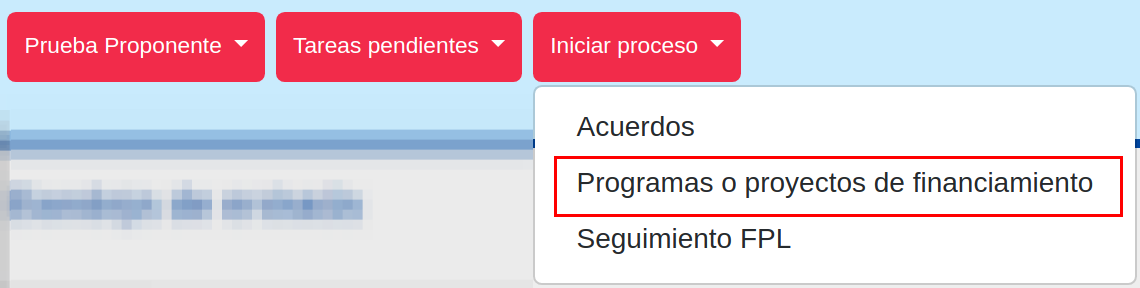 Prueba Proponente
Tareas pendientes
Iniciar proceso
Acuerdos
Programas o proyectos de financiamiento
Seguimiento FPL